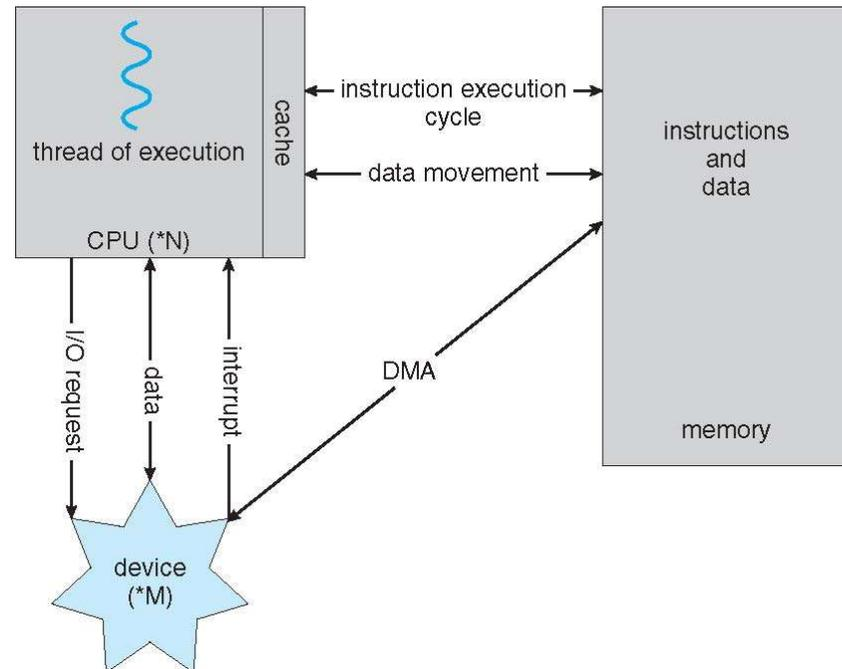 thread of execution
cache
CPU (*N)
instruction execution
cycle
data movement
instructions
and
data
I/O request
data
interrupt
DMA
memory
device
(*M)